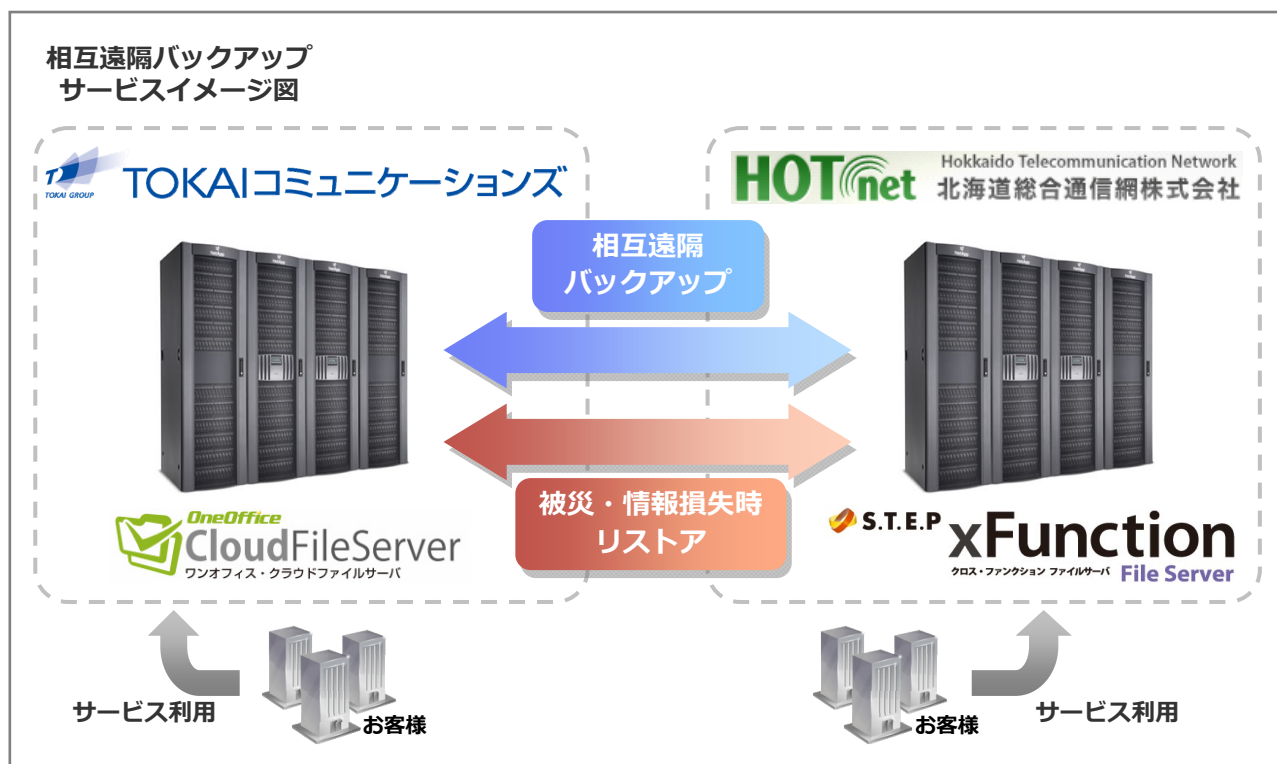 相互遠隔バックアップ
サービスイメージ図
T
TOKAI GROUP
TOKAIコミュニケーションズ
HOTnet
Hokkaido Telecommunication Network
北海道総合通信網株式会社
相互遠隔
バックアップ
被災・情報損失時
リストア
OneOffice
CloudFileServer
ワンオフィス・クラウドファイルサーバ
S.T.E.P
xFunction
クロス・ファンクション ファイルサーバ File Server
サービス利用
お客様
お客様
サービス利用